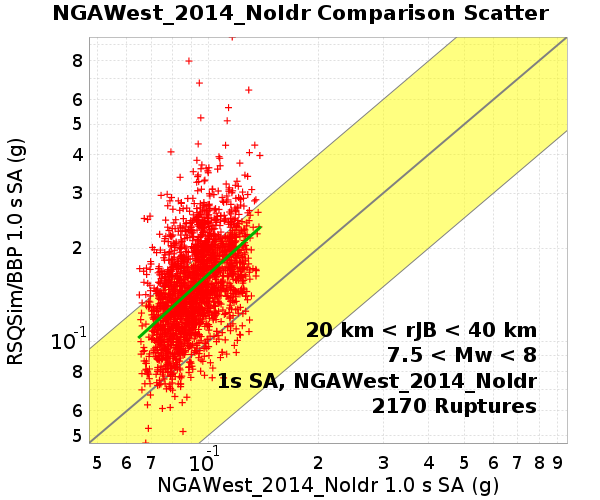 NGAWest_2014_NoIdr Comparison Scatter
RSQSim/BBP 1.0 s SA (g)
8
6
5
4
3
2
10-1
8
6
5
20 km < rJB < 40 km
7.5 < Mw < 8
1s SA, NGAWest_2014_NoIdr
2170 Ruptures
5 6 7 10-1 2 3 4 5 6 7 8 9
NGAWest_2014_NoIdr 1.0 s SA (g)